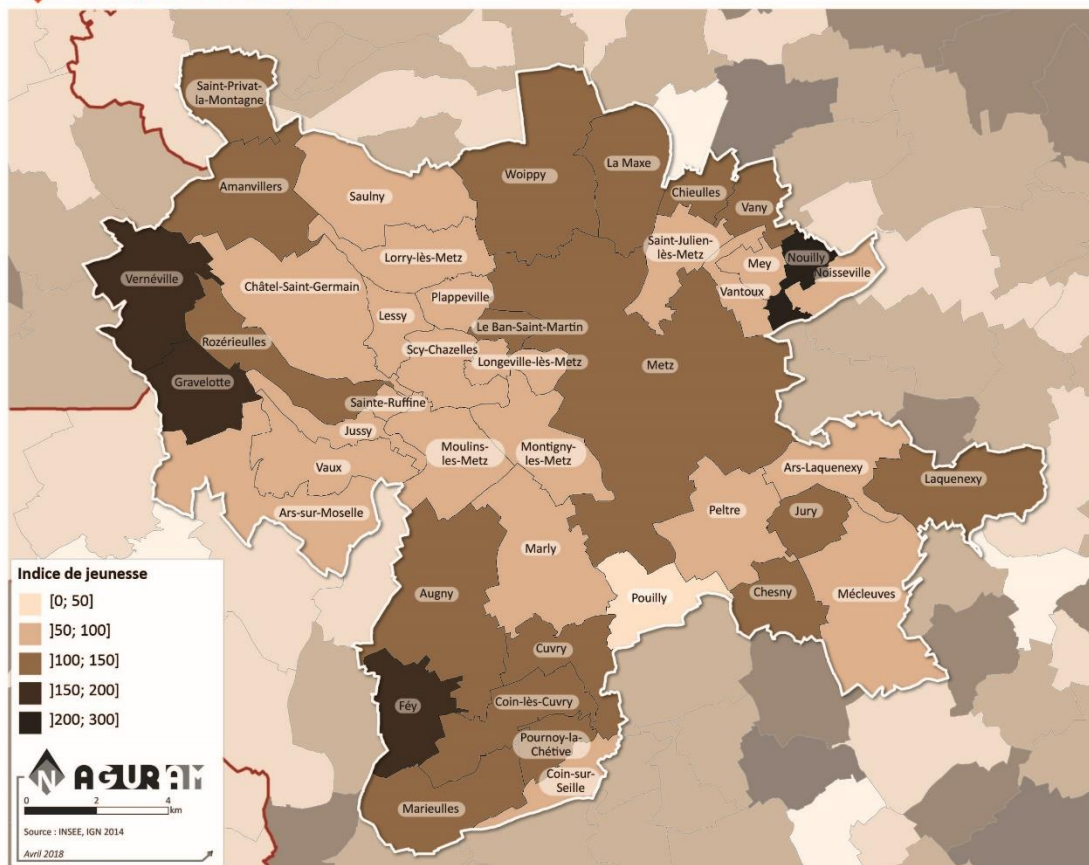 Saint-Privat-
la-Montagne
Amanvillers
Saulny
Woippy
La Maxe
Chieulles
Vany
Vernéville
Lorry-lès-Metz
Saint-Julien-
lès-Metz
Mey
Nouilly
Noisseville
Châtel-Saint-Germain
Plappeville
Vantoux
Lessy
Le Ban-Saint-Martin
Rozérieulles
Scy-Chazelles
Longeville-lès-Metz
Metz
Gravelotte
Sainte-Ruffine
Jussy
Moulins-
les-Metz
Montigny-
les-Metz
Vaux
Ars-Laquenexy
Laquenexy
Ars-sur-Moselle
Peltre
Jury
Marly
Augny
Pouilly
Chesny
Mécleuves
Cuvry
Féy
Coin-lès-Cuvry
Pournoy-la-
Chétive
Coin-sur-
Seille
Marieulles
Indice de jeunesse
[0; 50]
]50; 100]
]100; 150]
]150; 200]
]200; 300]
N AGURAM
0 2 4
km
Source : INSEE, IGN 2014
Avril 2018